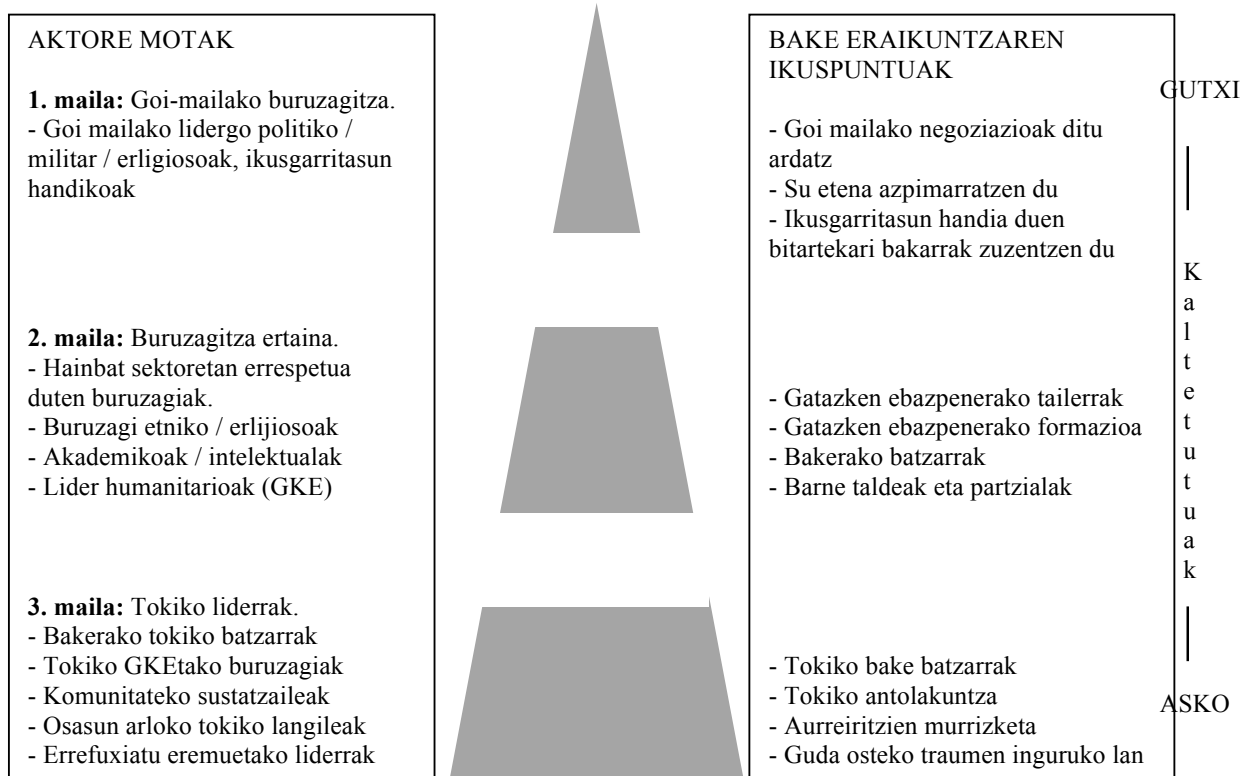 AKTORE MOTAK
1. maila: Goi-mailako buruzagitza.
- Goi mailako lidergo politiko /
militar / erligiosoak, ikusgarritasun
handikoak
2. maila: Buruzagitza ertaina.
- Hainbat sektoretan errespetua
duten buruzagiak.
- Buruzagi etniko / erlijiosoak
- Akademikoak / intelektualak
- Lider humanitarioak (GKE)
3. maila: Tokiko liderrak.
- Bakerako tokiko batzarrak
- Tokiko GKEtako buruzagiak
- Komunitateko sustatzaileak
- Osasun arloko tokiko langileak
- Errefuxiatu eremuetako liderrak
BAKE ERAIKUNTZAREN
IKUSPUNTUAK
- Goi mailako negoziazioak ditu
ardatz
- Su etena azpimarratzen du
- Ikusgarritasun handia duen
bitartekari bakarrak zuzentzen du
- Gatazken ebazpenerako tailerrak
- Gatazken ebazpenerako formazioa
- Bakerako batzarrak
- Barne taldeak eta partzialak
- Tokiko bake batzarrak
- Tokiko antolakuntza
- Aurreiritzien murrizketa
- Guda osteko traumen inguruko lan
GUTXI
Kaltetutuak
ASKO